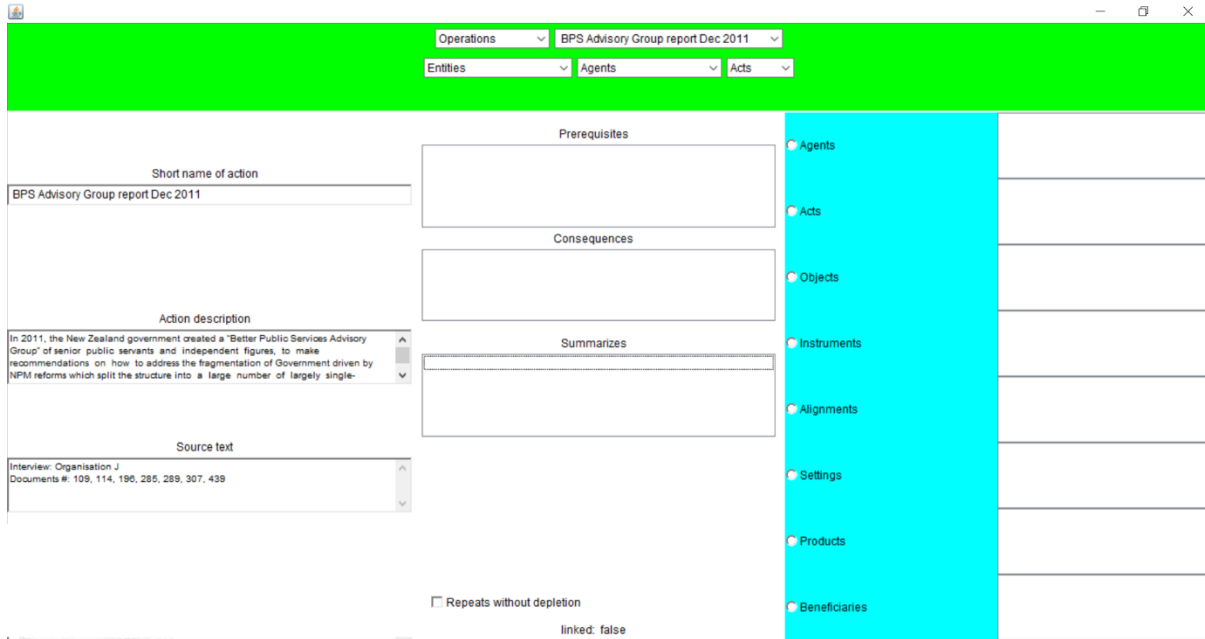 Operations BPS Advisory Group report Dec 2011
Entities Agents Acts
Short name of action
BPS Advisory Group report Dec 2011
Action description
In 2011, the New Zealand government created a "Better Public Services Advisory
Group" of senior public servants and independent figures, to make
recommendations on how to address the fragmentation of Government driven by
NPM reforms which split the structure into a large number of largely single-
Source text
Interview: Organisation J
Documents #: 109, 114, 196, 285, 289, 307, 439
Prerequisites
Consequences
Summarizes
Repeats without depletion
linked: false
Agents
Acts
Objects
Instruments
Alignments
Settings
Products
Beneficiaries